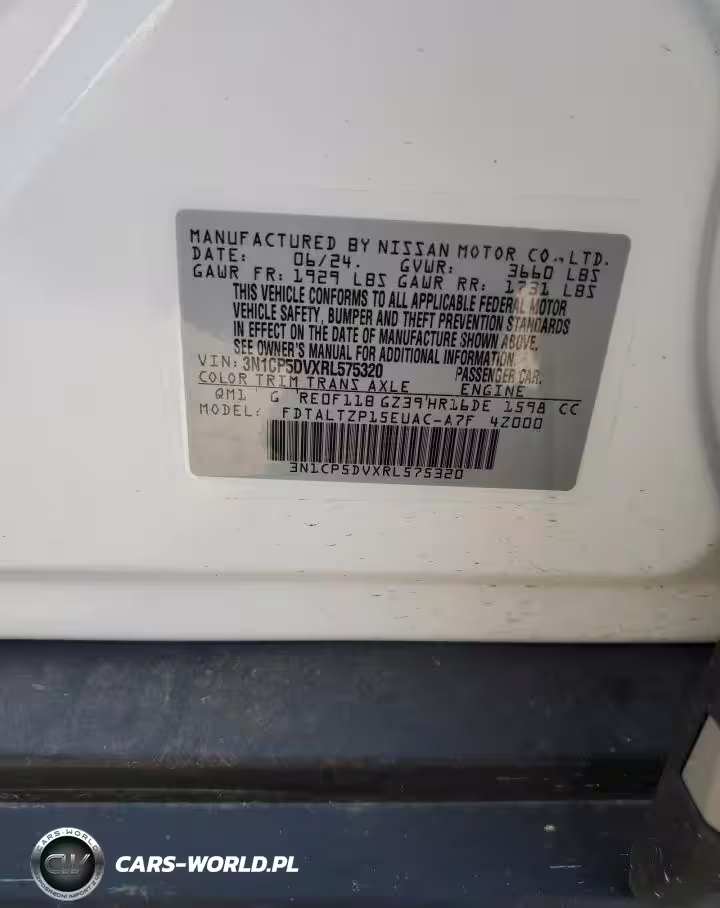 MANUFACTURED BY NISSAN MOTOR CO., LTD.
DATE: 06/24. GVWR: 3660 LBS
GAWR FR: 1929 LBS GAWR RR: 1731 LBS
THIS VEHICLE CONFORMS TO ALL APPLICABLE FEDERAL MOTOR
VEHICLE SAFETY, BUMPER AND THEFT PREVENTION STANDARDS
IN EFFECT ON THE DATE OF MANUFACTURE SHOWN ABOVE.
SEE OWNER'S MANUAL FOR ADDITIONAL INFORMATION.
VIN: 3N1CP5DVXRL575320 PASSENGER CAR.
COLOR TRIM TRANS AXLE ENGINE
QM1 G RE0F11B GZ39 HR16DE 1598 CC
MODEL: FDTALTZP15EUAC-A7F 4Z000
3N1CP5DVXRL575320
CARS-WORLD
CW
CARS-WORLD.PL